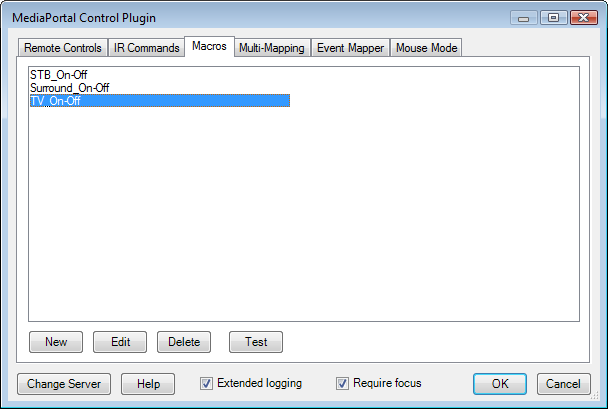 MediaPortal Control Plugin
Remote Controls IR Commands Macros Multi-Mapping Event Mapper Mouse Mode
STB_On-Off
Surround_On-Off
TV_On-Off
New Edit Delete Test
Change Server Help Extended logging Require focus OK Cancel